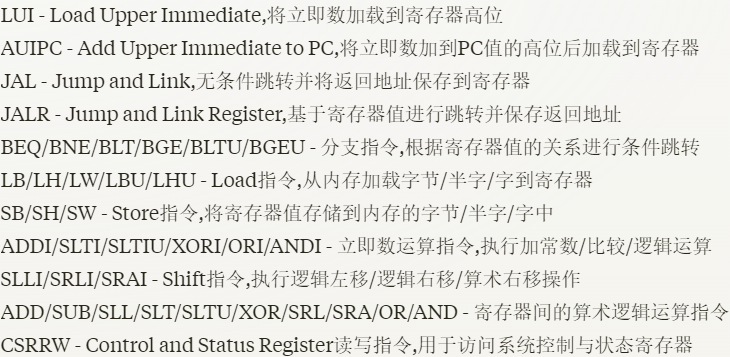 LUI - Load Upper Immediate,将立即数加载到寄存器高位
AUIPC - Add Upper Immediate to PC,将立即数加到PC值的高位后加载到寄存器
JAL - Jump and Link,无条件跳转并将返回地址保存到寄存器
JALR - Jump and Link Register,基于寄存器值进行跳转并保存返回地址
BEQ/BNE/BLT/BGE/BLTU/BGEU - 分支指令,根据寄存器值的关系进行条件跳转
LB/LH/LW/LBU/LHU - Load指令,从内存加载字节/半字/字到寄存器
SB/SH/SW - Store指令,将寄存器值存储到内存的字节/半字/字中
ADDI/SLTI/SLTIU/XORI/ORI/ANDI - 立即数运算指令,执行加常数/比较/逻辑运算
SLLI/SRLI/SRAI - Shift指令,执行逻辑左移/逻辑右移/算术右移操作
ADD/SUB/SLL/SLT/SLTU/XOR/SRL/SRA/OR/AND - 寄存器间的算术逻辑运算指令
CSRRW - Control and Status Register读写指令,用于访问系统控制与状态寄存器